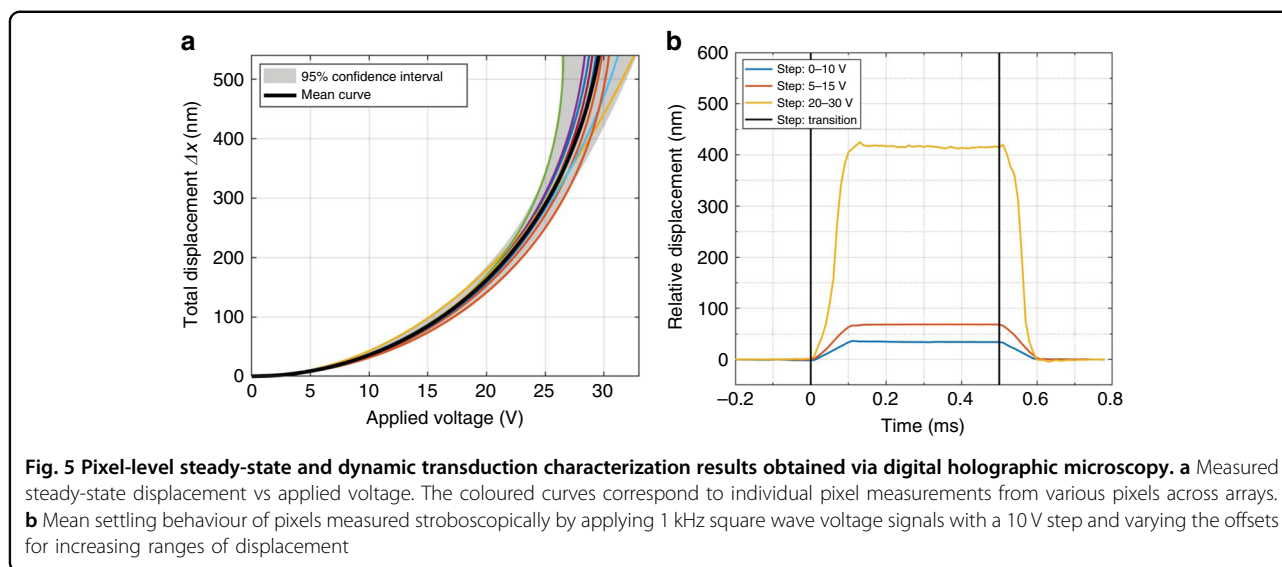 a
540
500
400
300
200
100
0
Total displacement Δx (nm)
95% confidence interval
Mean curve
0 5 10 15 20 25 30
Applied voltage (V)
b
600
500
400
300
200
100
0
Relative displacement (nm)
Step: 0–10 V
Step: 5–15 V
Step: 20–30 V
Step: transition
–0.2 0 0.2 0.4 0.6 0.8
Time (ms)
Fig. 5 Pixel-level steady-state and dynamic transduction characterization results obtained via digital holographic microscopy. a Measured
steady-state displacement vs applied voltage. The coloured curves correspond to individual pixel measurements from various pixels across arrays.
b Mean settling behaviour of pixels measured stroboscopically by applying 1 kHz square wave voltage signals with a 10 V step and varying the offsets
for increasing ranges of displacement